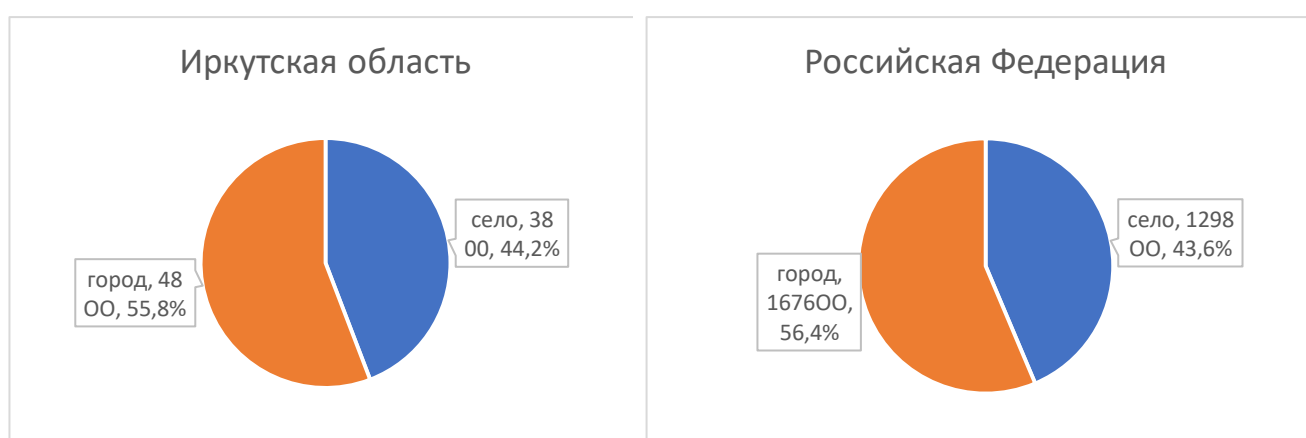 Иркутская область
село, 38
00, 44,2%
город, 48
ОО, 55,8%
Российская Федерация
село, 1298
ОО, 43,6%
город,
1676ОО,
56,4%